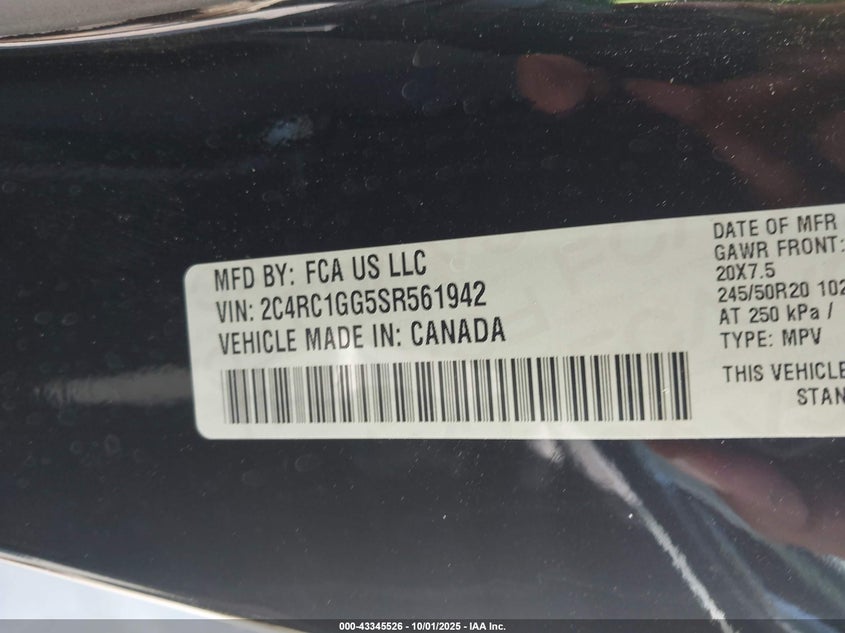 MFD BY: FCA US LLC
VIN: 2C4RC1GG5SR561942
VEHICLE MADE IN: CANADA
DATE OF MFR
GAWR FRONT:
20X7.5
245/50R20 102
AT 250 kPa /
TYPE: MPV
THIS VEHICLE
STAN
000-43345526 - 10/01/2025 - IAA Inc.